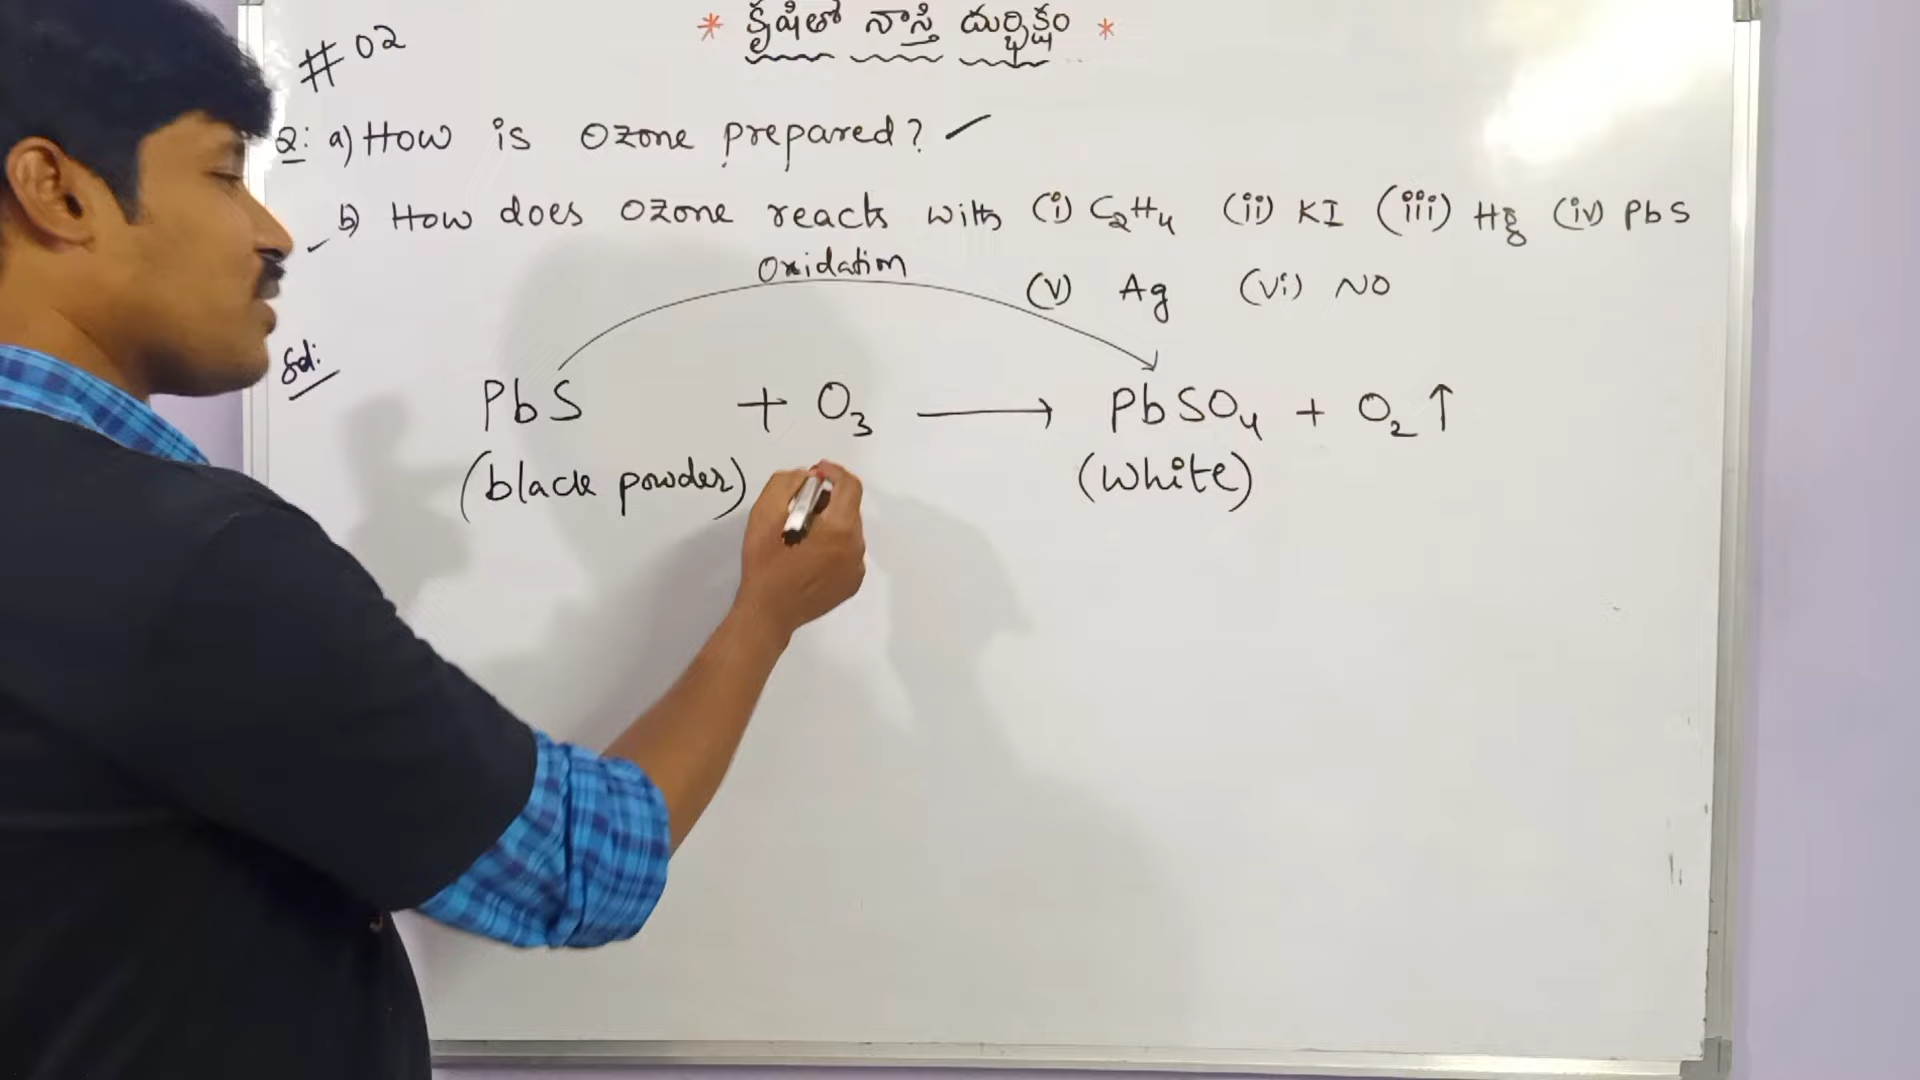 * కృషితో నాస్తి దుర్భిక్షం *
# 02
Q: a) How is Ozone prepared? ✓
b) How does Ozone reacts with (i) C₂H₄ (ii) KI (iii) Hg (iv) PbS
(v) Ag (vi) NO
Oxidation
Sol:
PbS + O₃ ⟶ PbSO₄ + O₂ ↑
(black powder) (white)